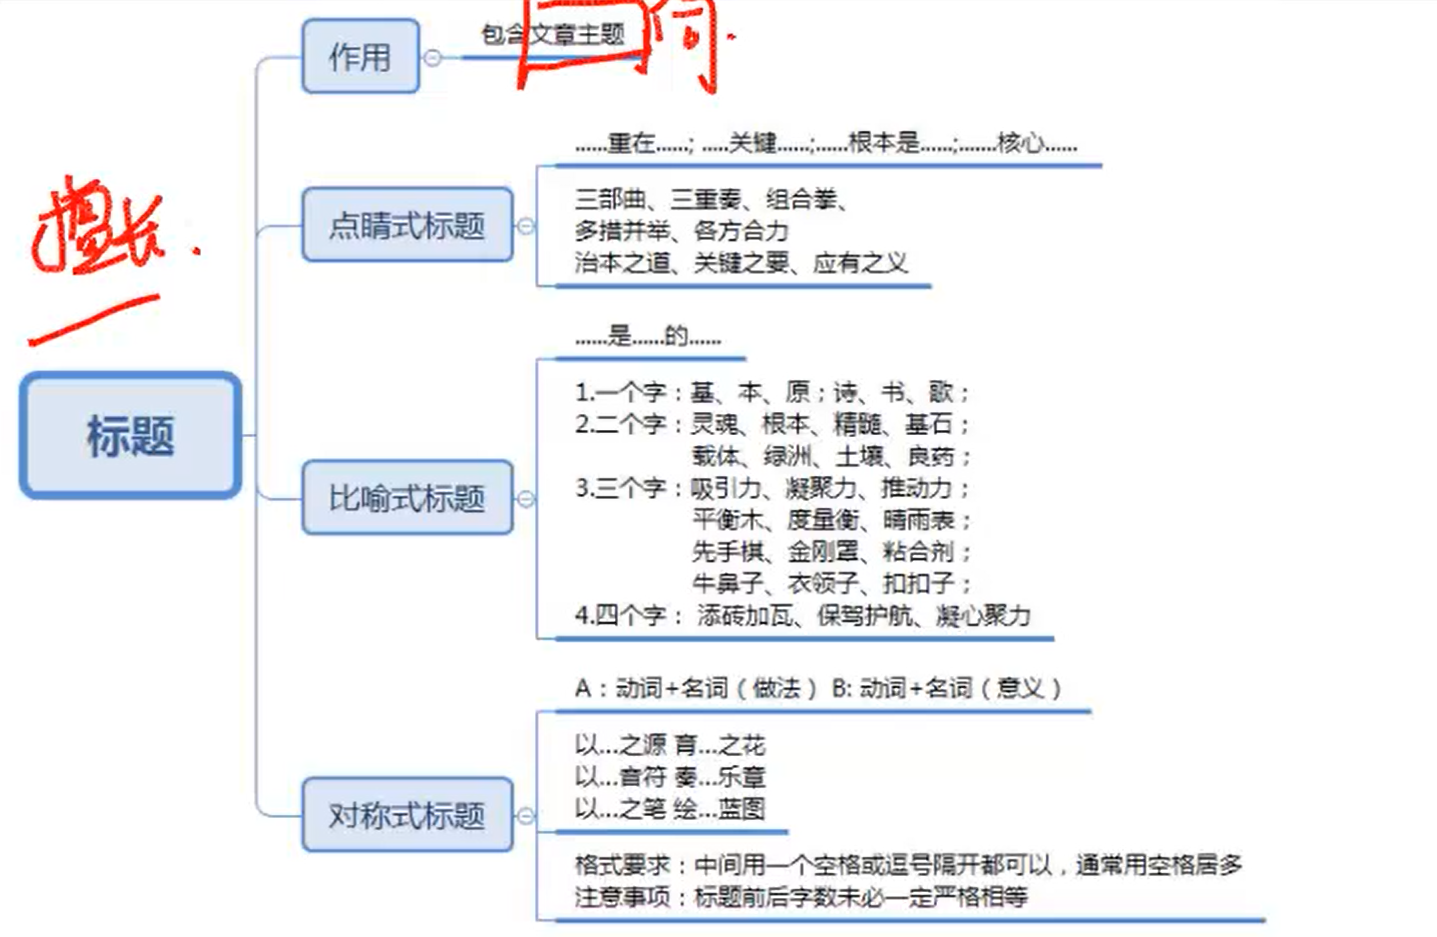 作用
包含文章主题
点睛式标题
......重在......; .....关键......;......根本是......;.......核心......
三部曲、三重奏、组合拳、
多措并举、各方合力
治本之道、关键之要、应有之义
擅长.
标题
比喻式标题
......是......的......
1.一个字：基、本、原；诗、书、歌；
2.二个字：灵魂、根本、精髓、基石；
载体、绿洲、土壤、良药；
3.三个字：吸引力、凝聚力、推动力；
平衡木、度量衡、晴雨表；
先手棋、金刚罩、粘合剂；
牛鼻子、衣领子、扣扣子；
4.四个字： 添砖加瓦、保驾护航、凝心聚力
对称式标题
A：动词+名词（做法） B: 动词+名词（意义）
以...之源 育...之花
以...音符 奏...乐章
以...之笔 绘...蓝图
格式要求：中间用一个空格或逗号隔开都可以，通常用空格居多
注意事项：标题前后字数未必一定严格相等